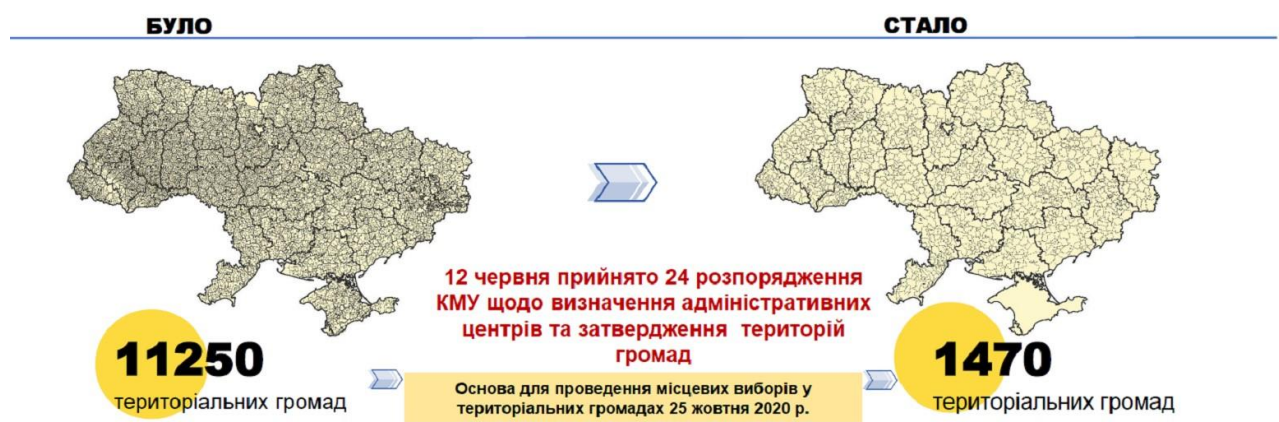 БУЛО
СТАЛО
12 червня прийнято 24 розпорядження
КМУ щодо визначення адміністративних
центрів та затвердження територій
громад
11250
територіальних громад
Основа для проведення місцевих виборів у
територіальних громадах 25 жовтня 2020 р.
1470
територіальних громад